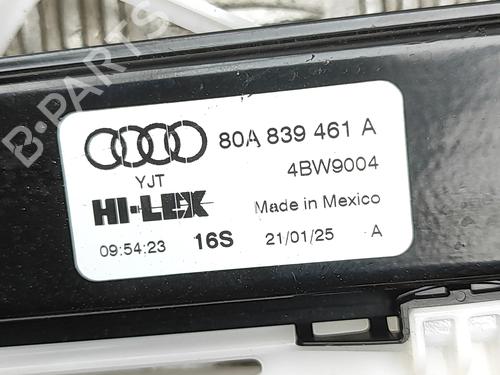 B-PARTS
80A 839 461 A
YJT
4BW9004
HI-LEX
Made in Mexico
09:54:23
16S
21/01/25
A